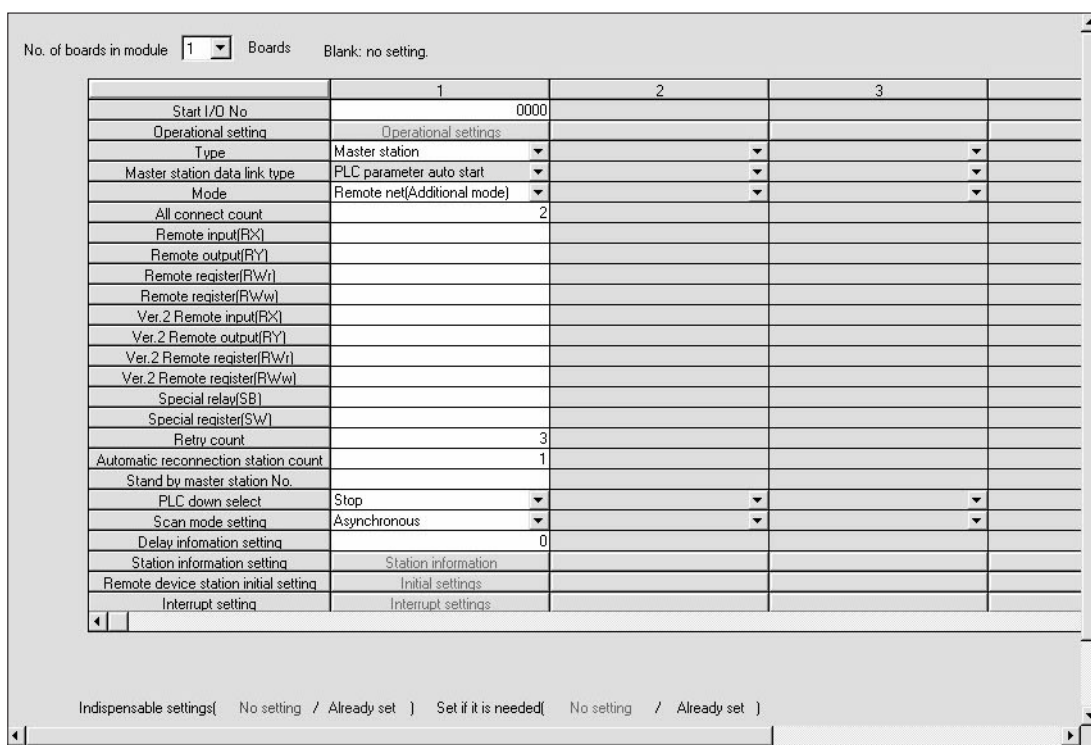 No. of boards in module 1 Boards Blank: no setting.
1 2 3
Start I/O No 0000
Operational setting Operational settings
Type Master station
Master station data link type PLC parameter auto start
Mode Remote net(Additional mode)
All connect count 2
Remote input(RX)
Remote output(RY)
Remote register(RWr)
Remote register(RWw)
Ver.2 Remote input(RX)
Ver.2 Remote output(RY)
Ver.2 Remote register(RWr)
Ver.2 Remote register(RWw)
Special relay(SB)
Special register(SW)
Retry count 3
Automatic reconnection station count 1
Stand by master station No.
PLC down select Stop
Scan mode setting Asynchronous
Delay infomation setting 0
Station information setting Station information
Remote device station initial setting Initial settings
Interrupt setting Interrupt settings
Indispensable settings( No setting / Already set ) Set if it is needed( No setting / Already set )